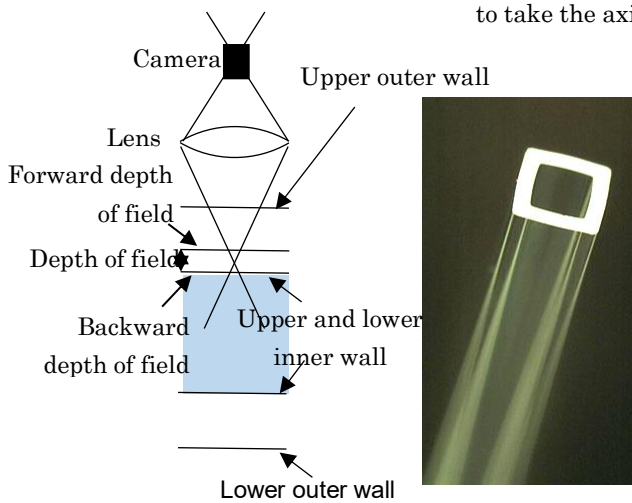 to take the axi
Camera
Upper outer wall
Lens
Forward depth
of field
Depth of field
Backward
depth of field
Upper and lower
inner wall
Lower outer wall